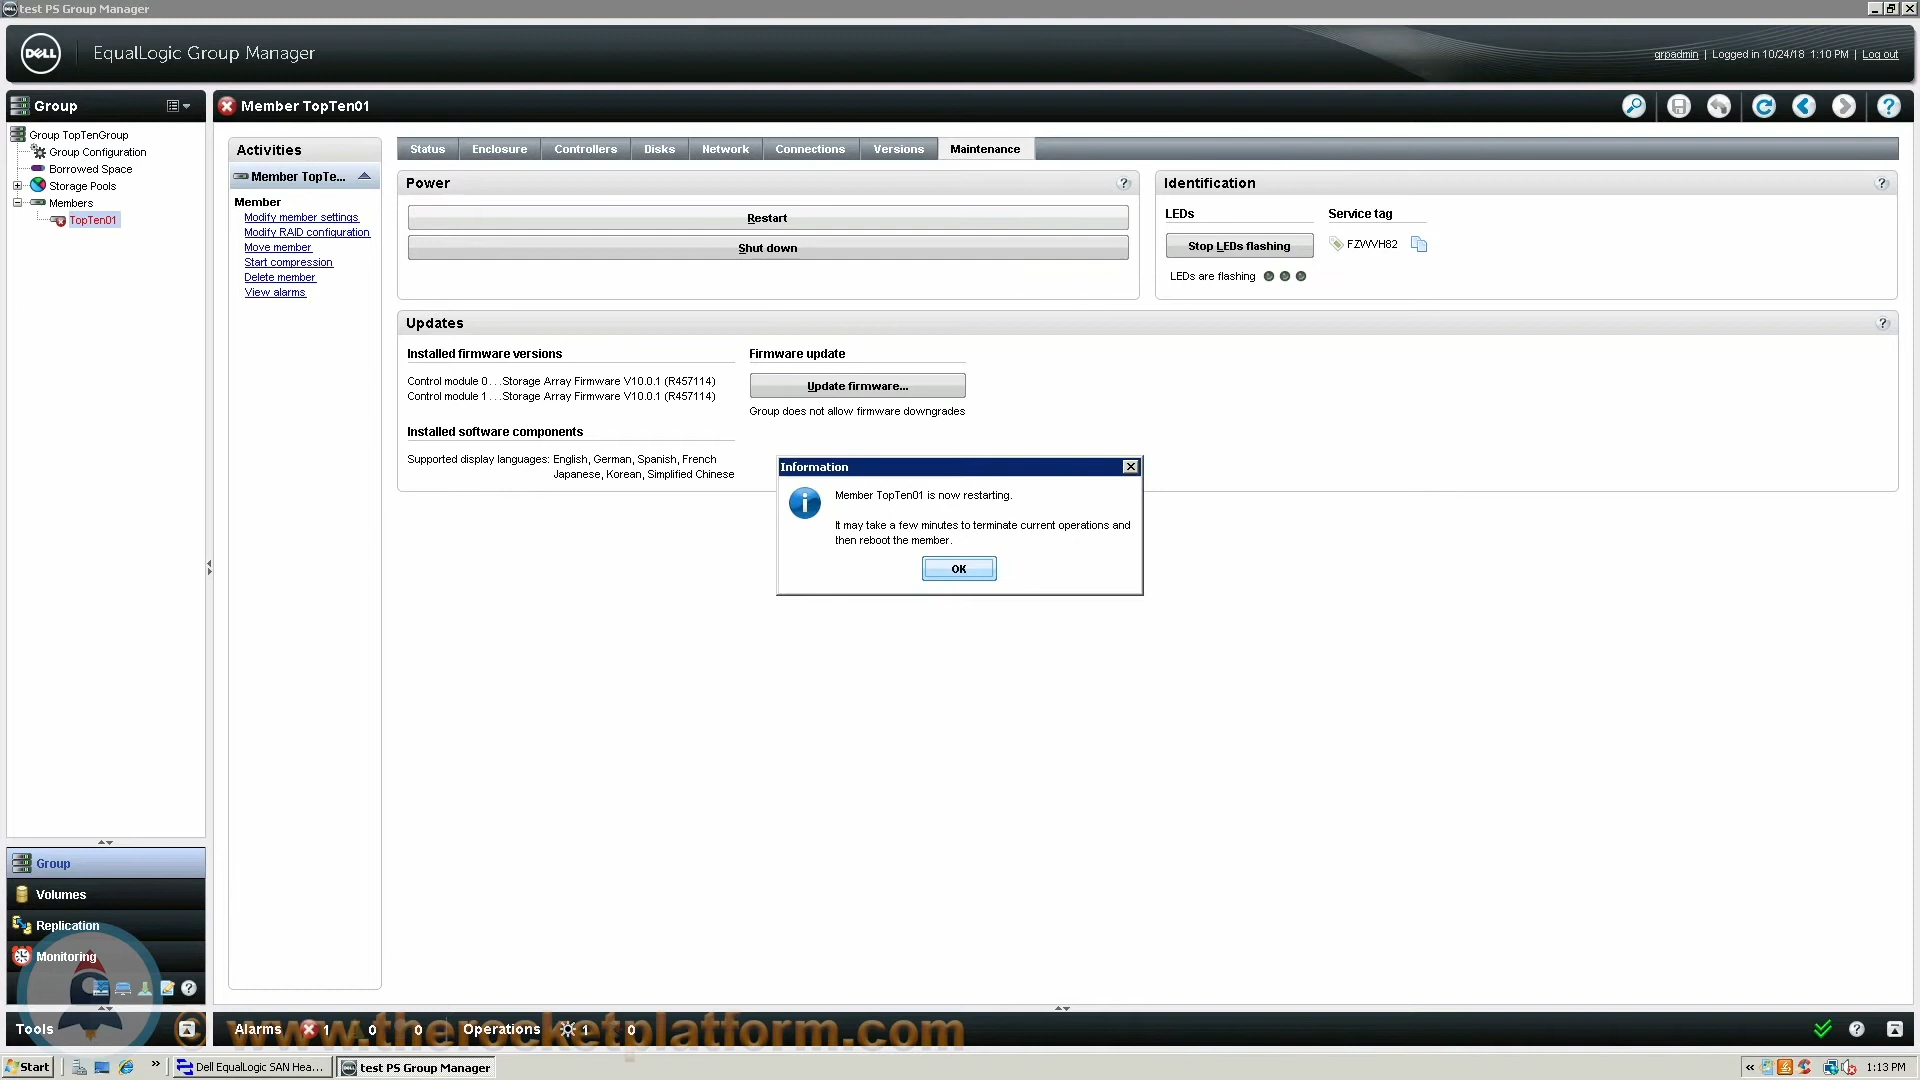 test PS Group Manager
DELL
EqualLogic Group Manager
grpadmin | Logged in 10/24/18 1:10 PM | Log out
Group
Member TopTen01
Group TopTenGroup
Group Configuration
Borrowed Space
Storage Pools
Members
TopTen01
Activities
Member TopTe...
Member
Modify member settings
Modify RAID configuration
Move member
Start compression
Delete member
View alarms
Status Enclosure Controllers Disks Network Connections Versions Maintenance
Power
Restart
Shut down
Identification
LEDs
Service tag
Stop LEDs flashing
FZWVH82
LEDs are flashing
Updates
Installed firmware versions
Control module 0...Storage Array Firmware V10.0.1 (R457114)
Control module 1...Storage Array Firmware V10.0.1 (R457114)
Firmware update
Update firmware...
Group does not allow firmware downgrades
Installed software components
Supported display languages: English, German, Spanish, French
Japanese, Korean, Simplified Chinese
Information
Member TopTen01 is now restarting.
It may take a few minutes to terminate current operations and
then reboot the member.
OK
Group
Volumes
Replication
Monitoring
Tools
Alarms 1 0 0 Operations 1 0
© www.therocketplatform.com
Start
Dell EqualLogic SAN Hea...
test PS Group Manager
1:13 PM